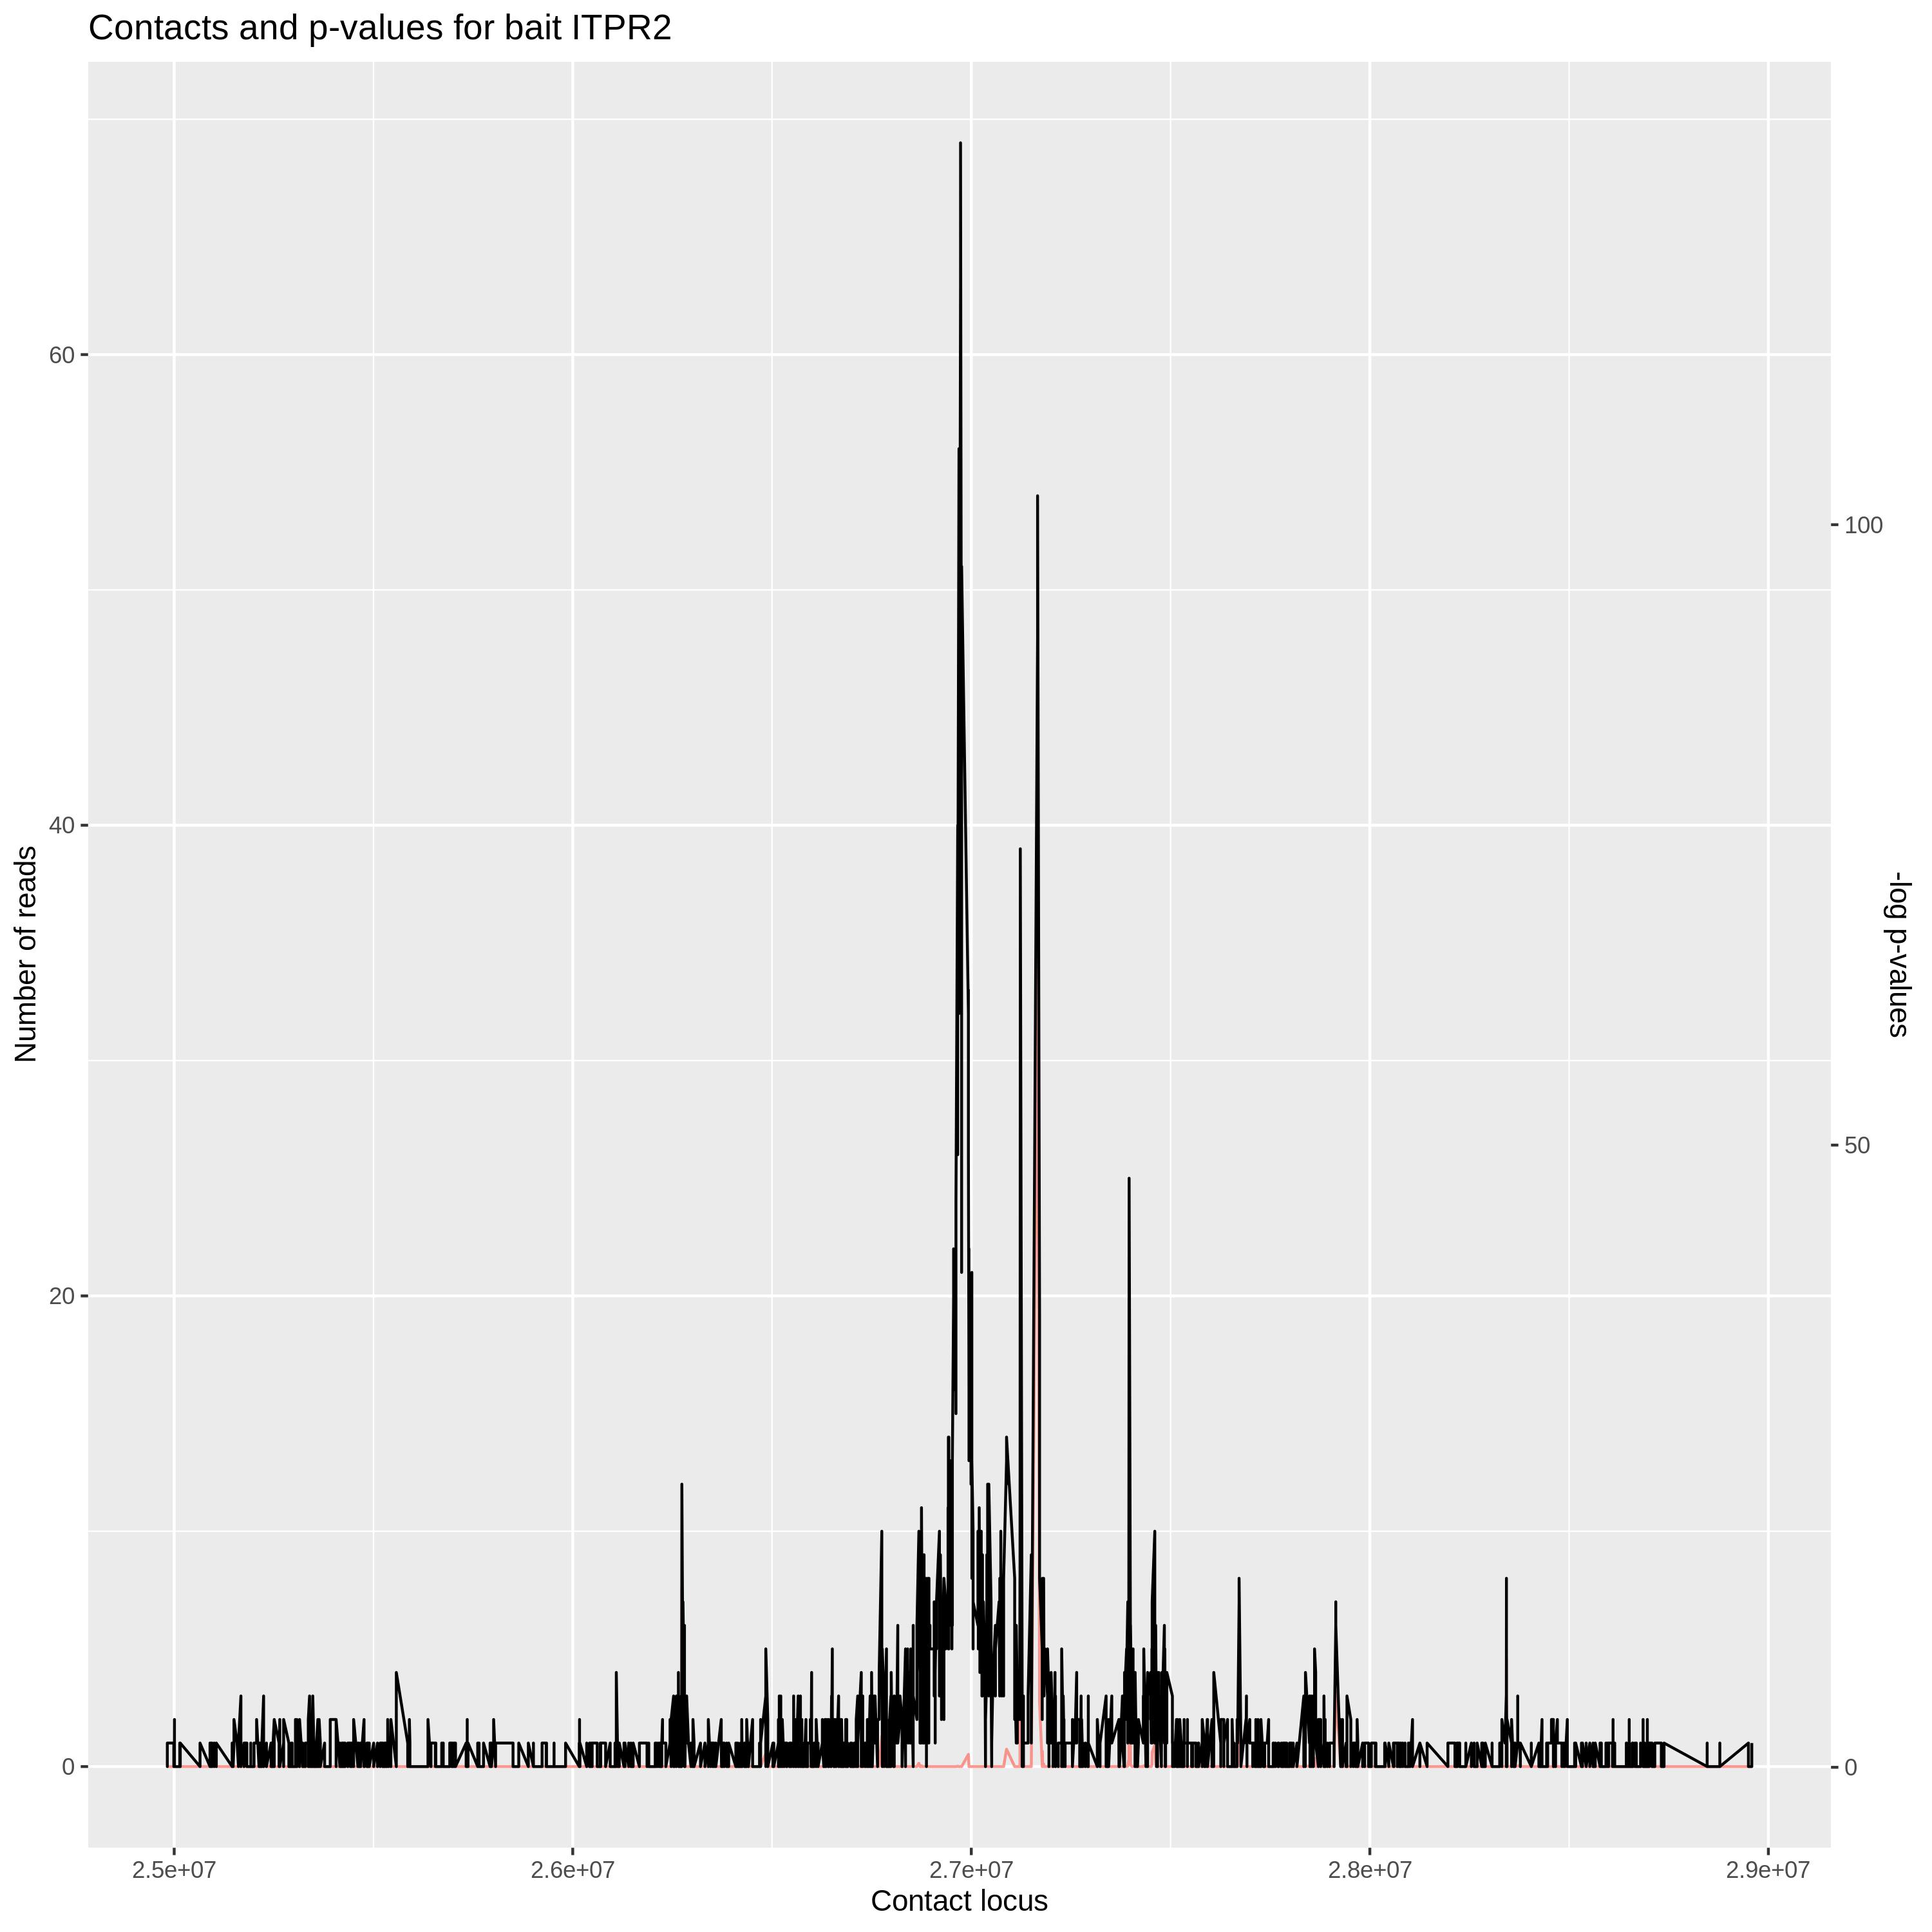 Contacts and p-values for bait ITPR2
60
40
20
0
Number of reads
100
50
0
-log p-values
2.5e+07
2.6e+07
2.7e+07
2.8e+07
2.9e+07
Contact locus